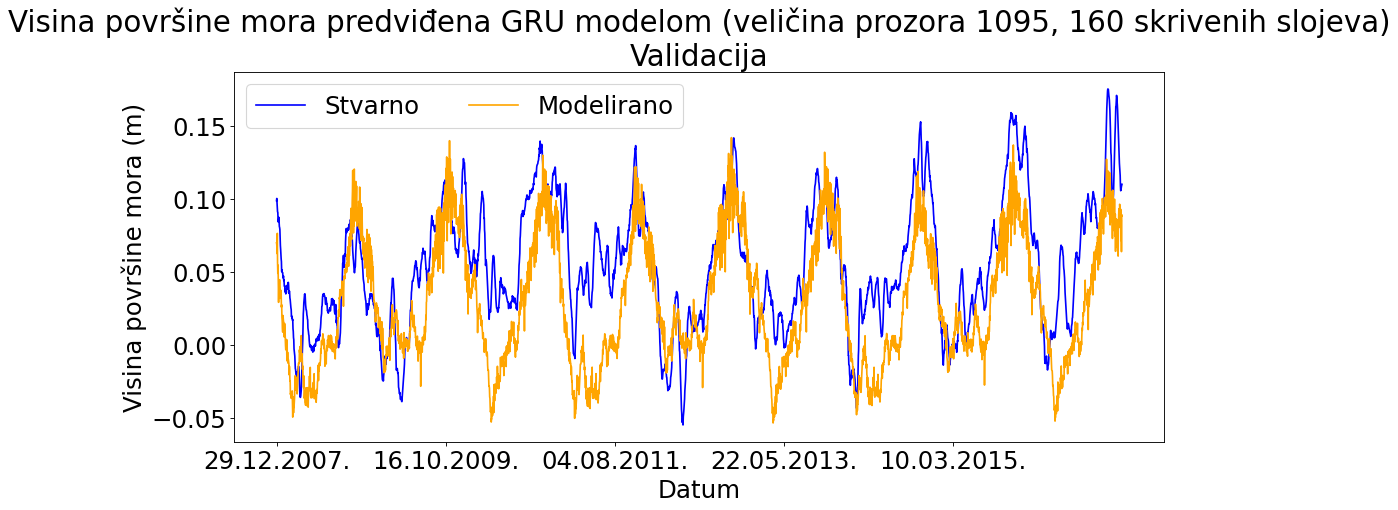 Visina površine mora predviđena GRU modelom (veličina prozora 1095, 160 skrivenih slojeva)
Validacija
Stvarno
Modelirano
Visina površine mora (m)
0.15
0.10
0.05
0.00
−0.05
29.12.2007.
16.10.2009.
04.08.2011.
22.05.2013.
10.03.2015.
Datum